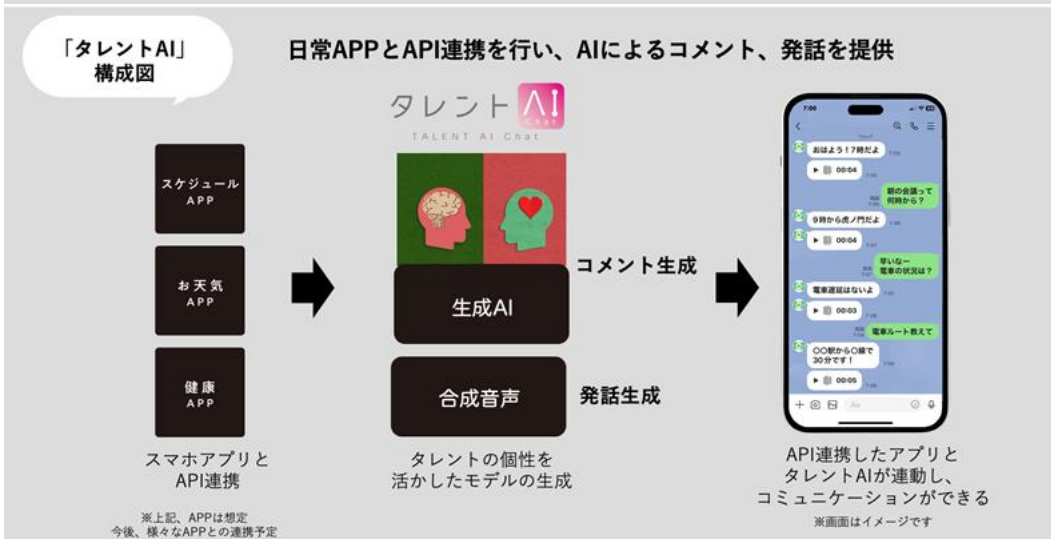 「タレントAI」
構成図
日常APPとAPI連携を行い、AIによるコメント、発話を提供
タレントAI
Chat
TALENT AI Chat
スケジュール
APP
お天気
APP
健康
APP
スマホアプリと
API連携
※上記、APPは想定
今後、様々なAPPとの連携予定
コメント生成
生成AI
合成音声
発話生成
タレントの個性を
活かしたモデルの生成
7:00
おはよう!7時だよ
00:04
朝の会議って
何時から?
9時から虎ノ門だよ
00:04
早いなー
電車の状況は?
電車遅延はないよ
00:03
電車ルート教えて
〇〇駅から〇線で
30分です!
00:05
Aa
API連携したアプリと
タレントAIが連動し、
コミュニケーションができる
※画面はイメージです